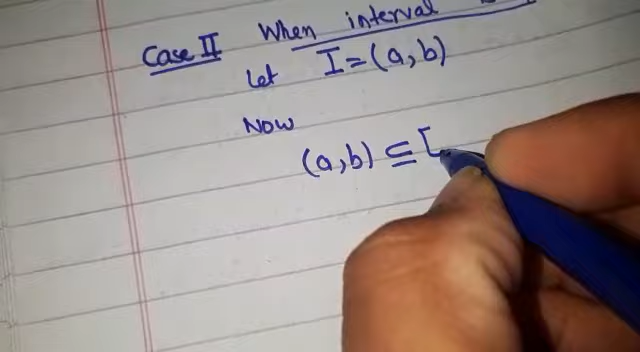 Case II When interval
Let I = (a, b)
Now
(a, b) ⊆ [